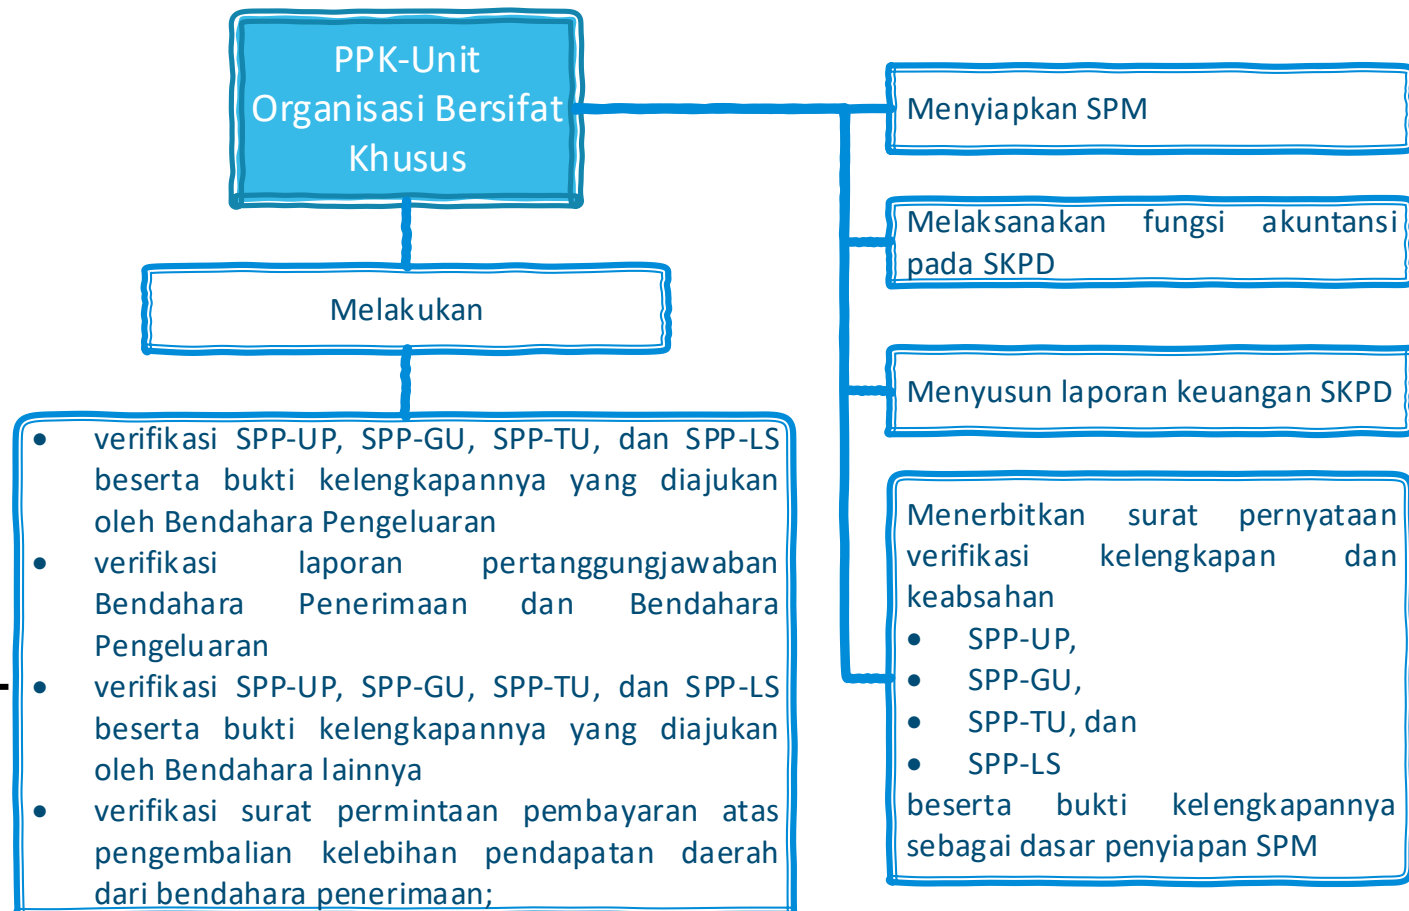 PPK-Unit
Organisasi Bersifat
Khusus
Melakukan
• verifikasi SPP-UP, SPP-GU, SPP-TU, dan SPP-LS
beserta bukti kelengkapannya yang diajukan
oleh Bendahara Pengeluaran
• verifikasi laporan pertanggungjawaban
Bendahara Penerimaan dan Bendahara
Pengeluaran
• verifikasi SPP-UP, SPP-GU, SPP-TU, dan SPP-LS
beserta bukti kelengkapannya yang diajukan
oleh Bendahara lainnya
• verifikasi surat permintaan pembayaran atas
pengembalian kelebihan pendapatan daerah
dari bendahara penerimaan;
Menyiapkan SPM
Melaksanakan fungsi akuntansi
pada SKPD
Menyusun laporan keuangan SKPD
Menerbitkan surat pernyataan
verifikasi kelengkapan dan
keabsahan
• SPP-UP,
• SPP-GU,
• SPP-TU, dan
• SPP-LS
beserta bukti kelengkapannya
sebagai dasar penyiapan SPM